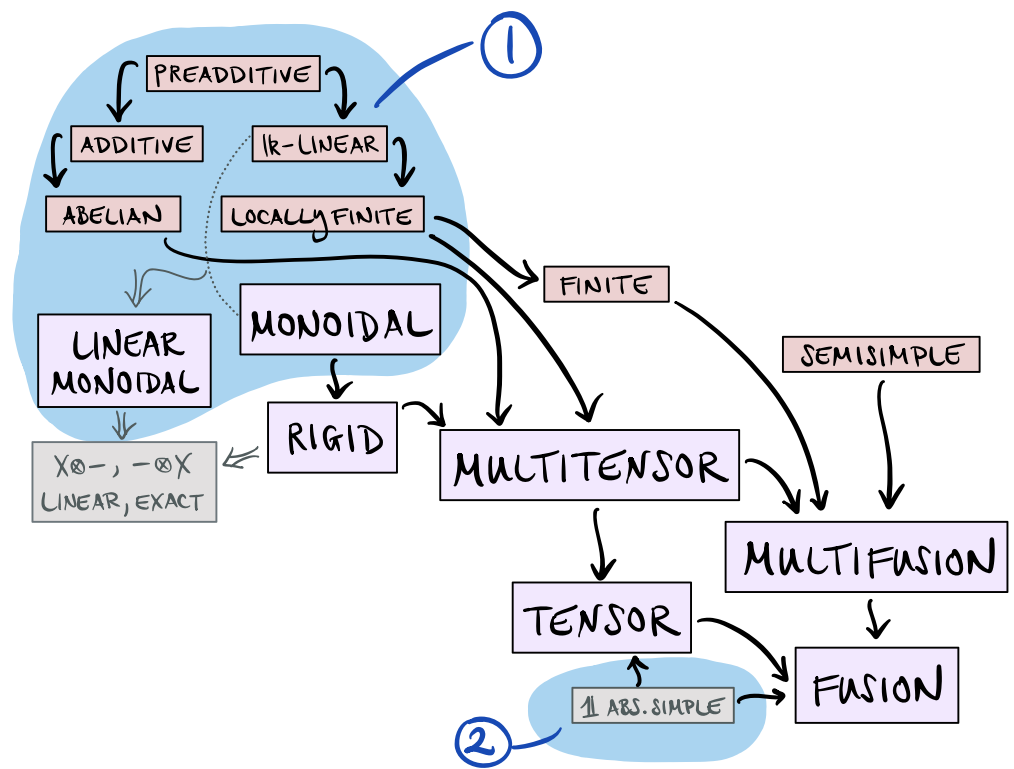 1
PREADDITIVE
ADDITIVE
𝕜-LINEAR
ABELIAN
LOCALLY FINITE
FINITE
MONOIDAL
LINEAR
MONOIDAL
SEMISIMPLE
RIGID
X⊗-, -⊗X
LINEAR, EXACT
MULTITENSOR
MULTIFUSION
TENSOR
FUSION
𝟙 ABS. SIMPLE
2